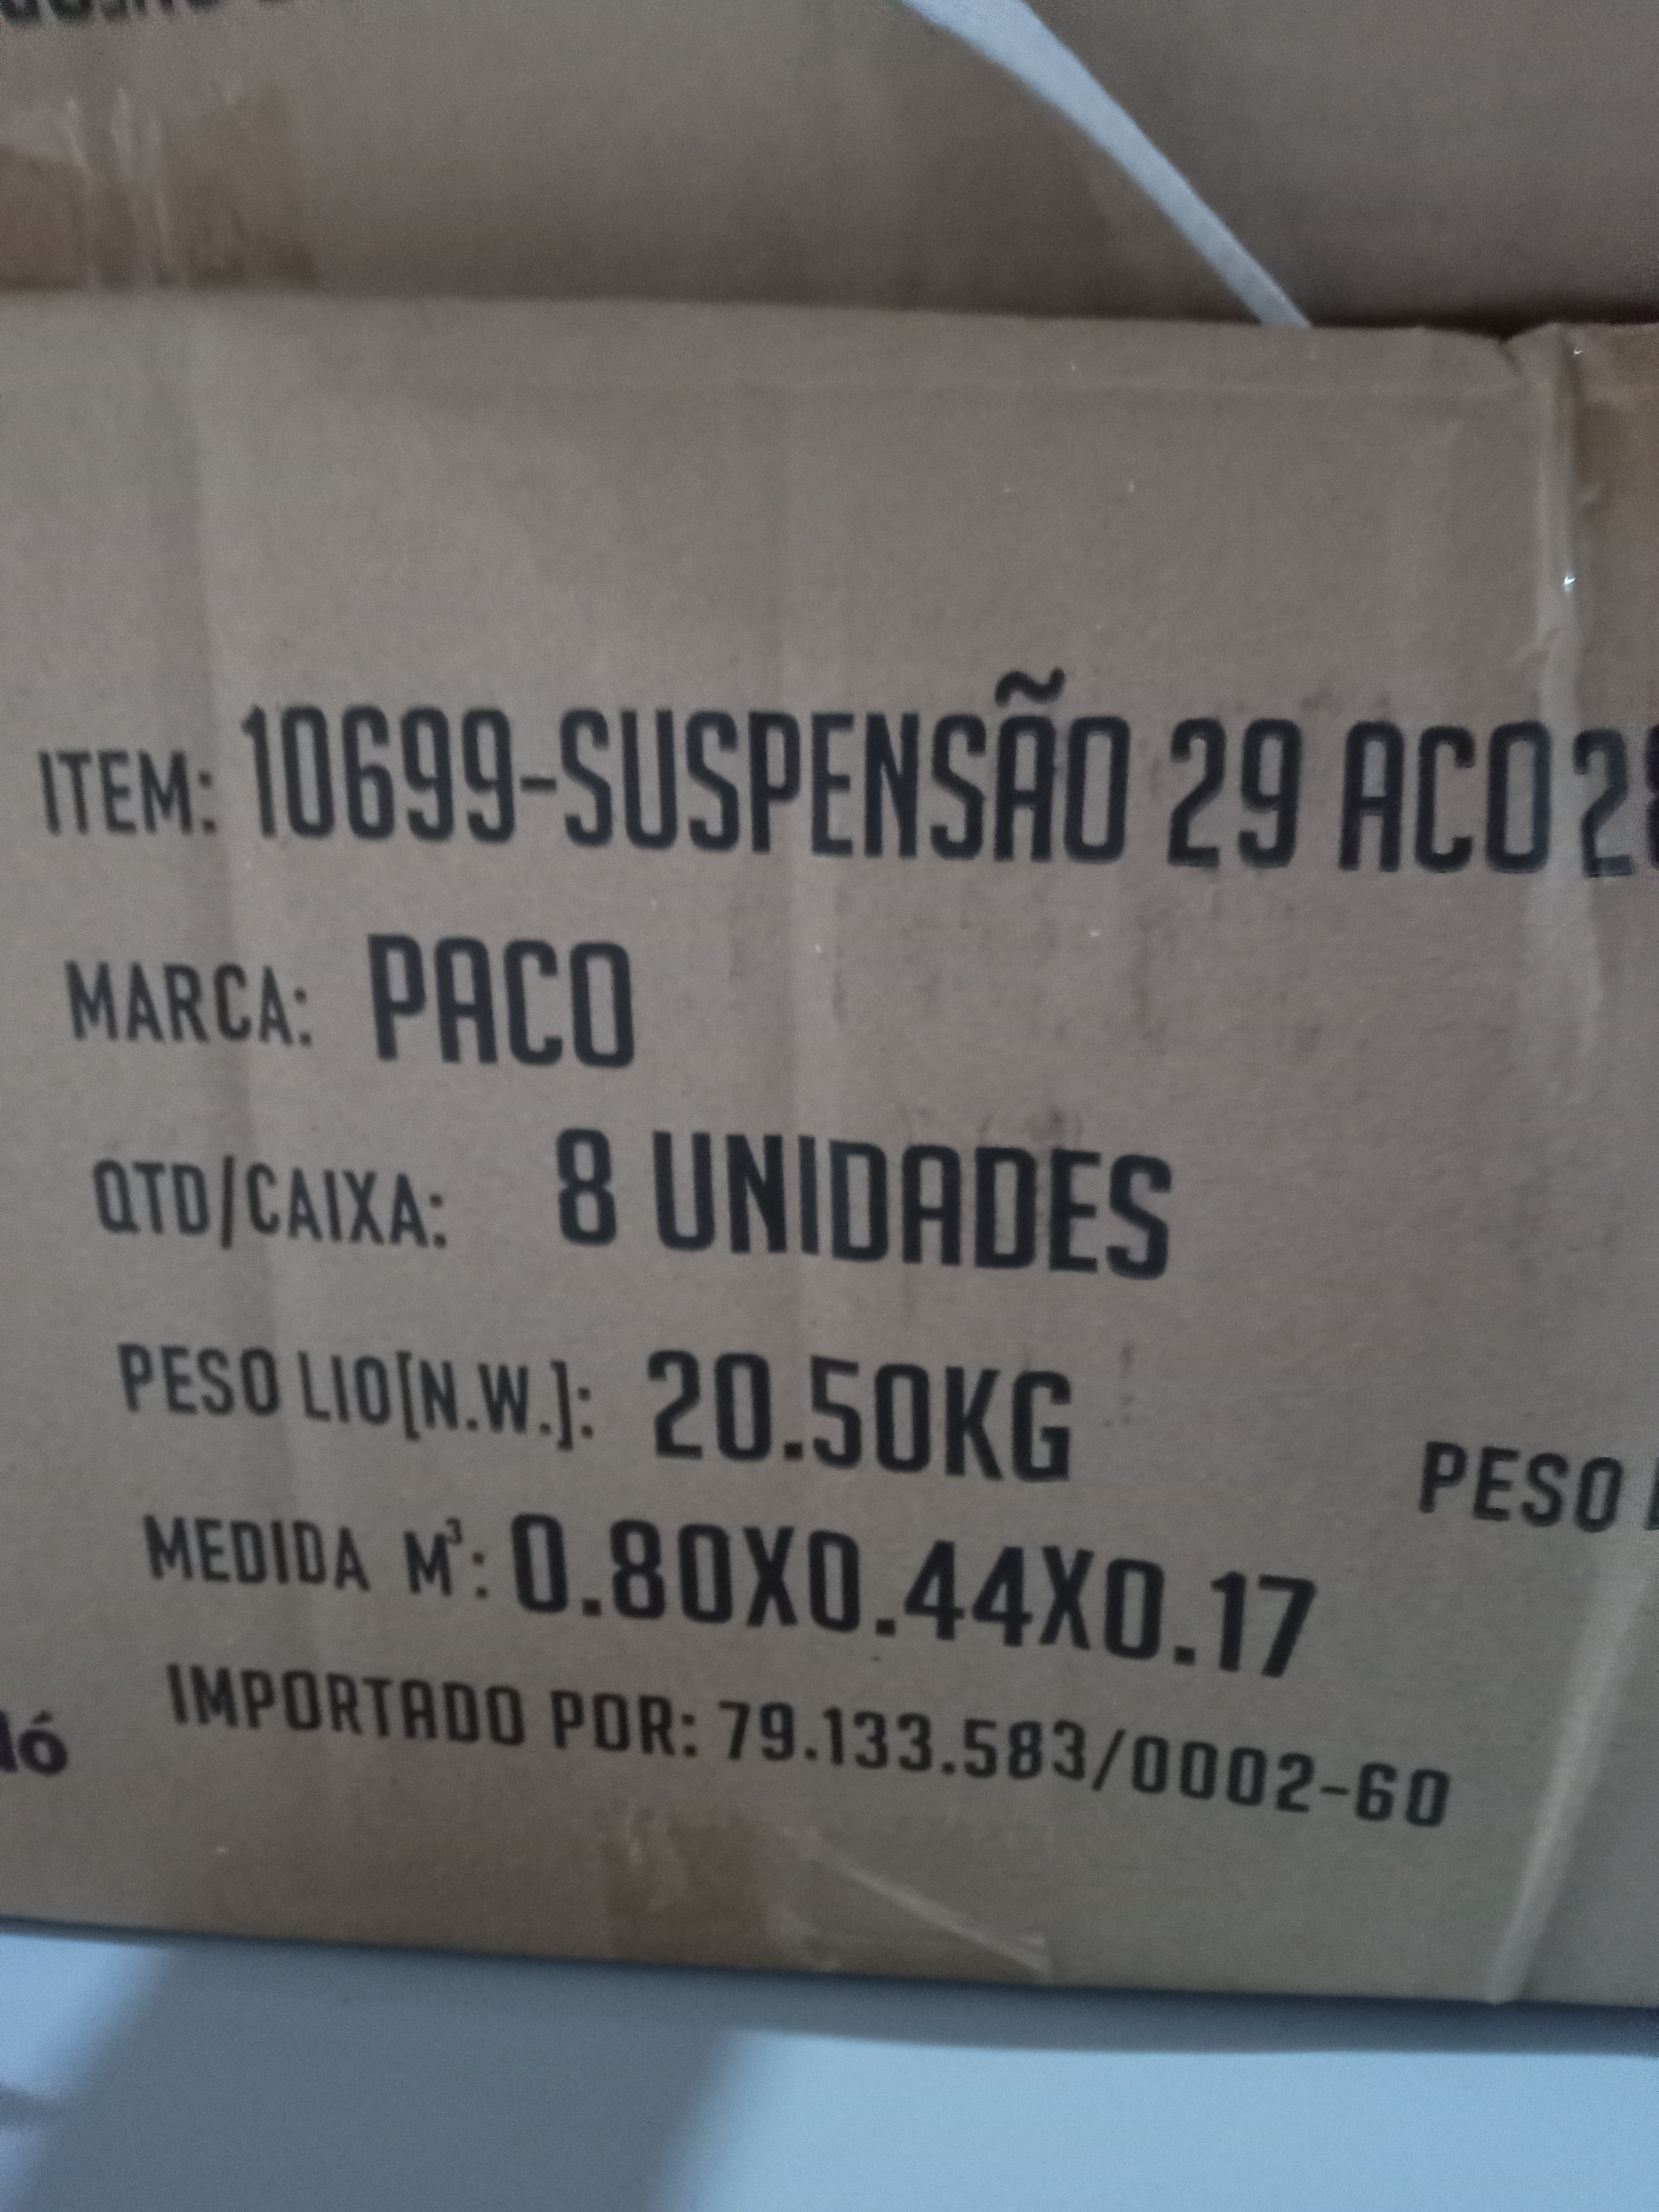 ITEM: 10699-SUSPENSÃO 29 ACO
MARCA: PACO
QTD/CAIXA: 8 UNIDADES
PESO LIO[N.W.]: 20.50KG
PESO
MEDIDA M³: 0.80X0.44X0.17
IMPORTADO POR: 79.133.583/0002-60